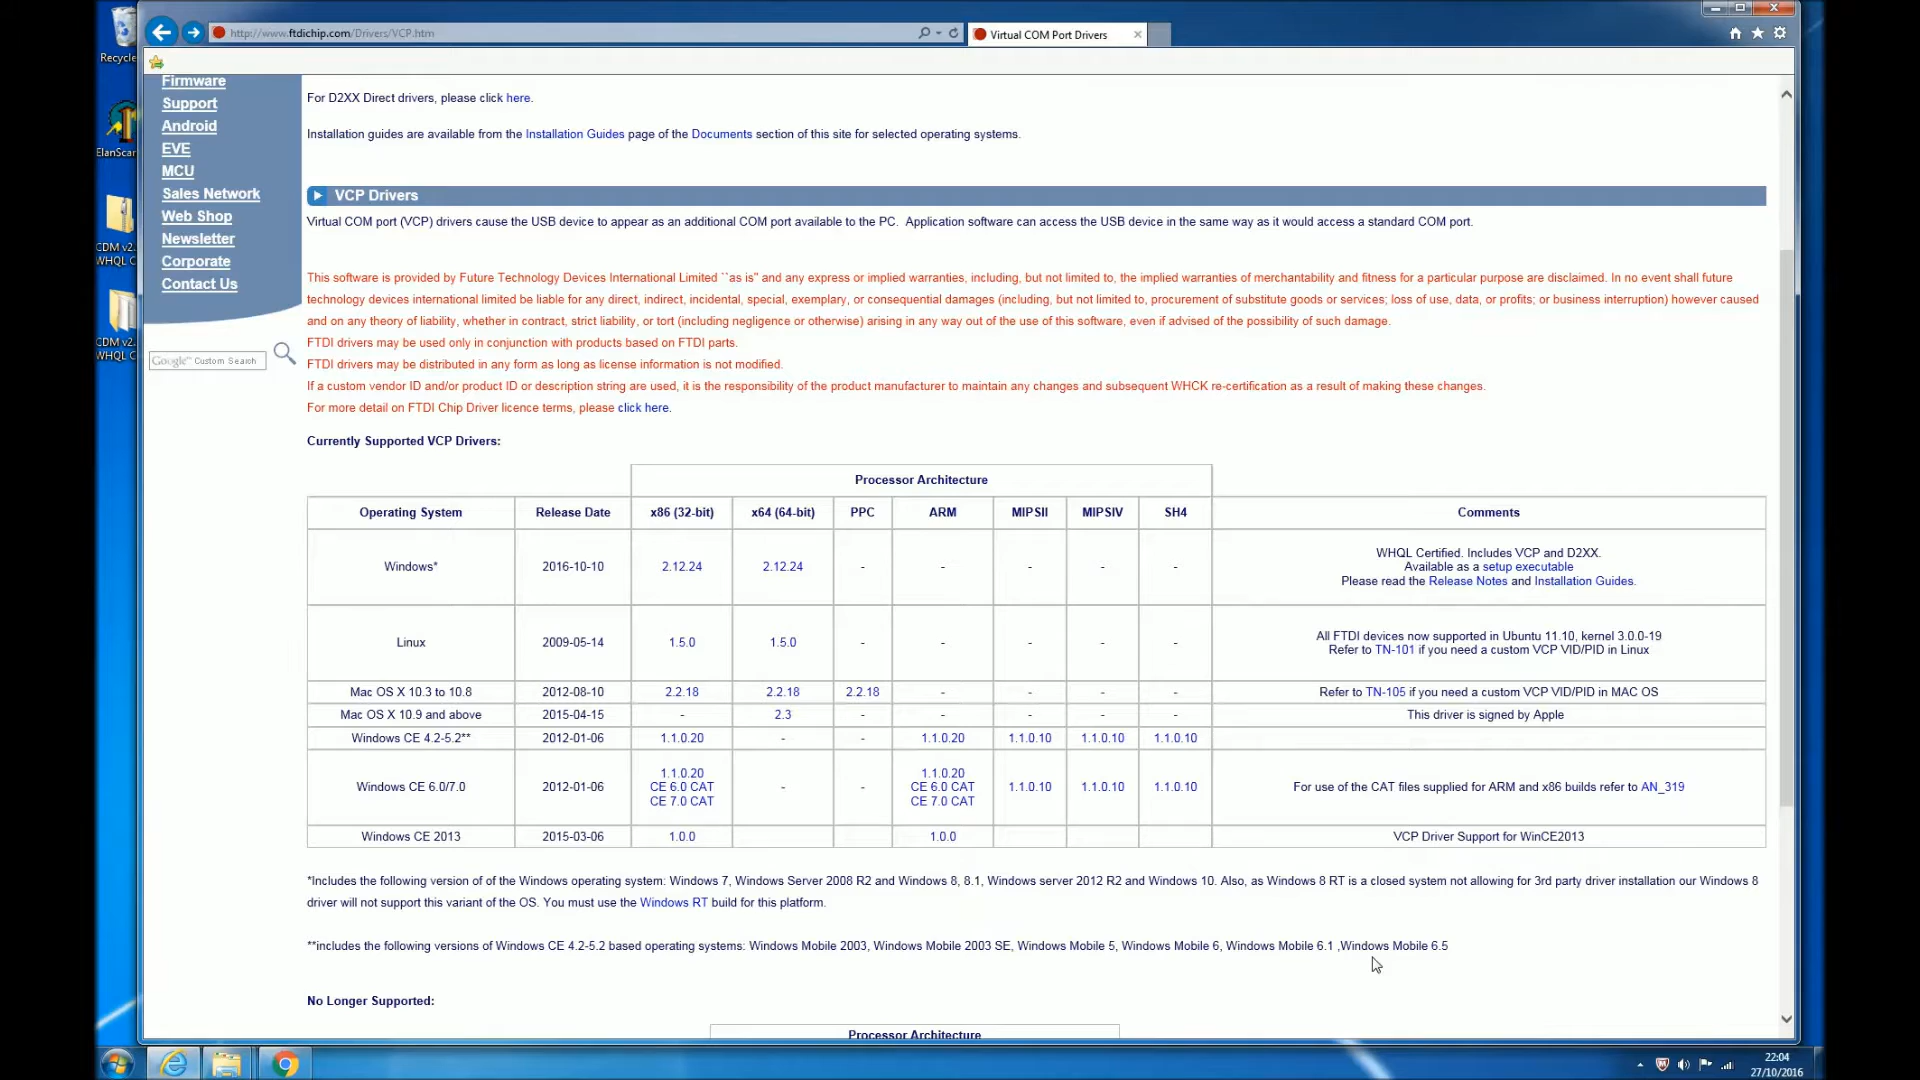 Recycle
ElanScan
CDM v2.
WHQL C
CDM v2.
WHQL C
http://www.ftdichip.com/Drivers/VCP.htm
Virtual COM Port Drivers
Firmware
Support
Android
EVE
MCU
Sales Network
Web Shop
Newsletter
Corporate
Contact Us
Google™ Custom Search
For D2XX Direct drivers, please click here.
Installation guides are available from the Installation Guides page of the Documents section of this site for selected operating systems.
VCP Drivers
Virtual COM port (VCP) drivers cause the USB device to appear as an additional COM port available to the PC. Application software can access the USB device in the same way as it would access a standard COM port.
This software is provided by Future Technology Devices International Limited ``as is'' and any express or implied warranties, including, but not limited to, the implied warranties of merchantability and fitness for a particular purpose are disclaimed. In no event shall future
technology devices international limited be liable for any direct, indirect, incidental, special, exemplary, or consequential damages (including, but not limited to, procurement of substitute goods or services; loss of use, data, or profits; or business interruption) however caused
and on any theory of liability, whether in contract, strict liability, or tort (including negligence or otherwise) arising in any way out of the use of this software, even if advised of the possibility of such damage.
FTDI drivers may be used only in conjunction with products based on FTDI parts.
FTDI drivers may be distributed in any form as long as license information is not modified.
If a custom vendor ID and/or product ID or description string are used, it is the responsibility of the product manufacturer to maintain any changes and subsequent WHCK re-certification as a result of making these changes.
For more detail on FTDI Chip Driver licence terms, please click here.
Currently Supported VCP Drivers:
Processor Architecture
Operating System Release Date x86 (32-bit) x64 (64-bit) PPC ARM MIPSII MIPSIV SH4 Comments
WHQL Certified. Includes VCP and D2XX.
Windows* 2016-10-10 2.12.24 2.12.24 - - - - - Available as a setup executable
Please read the Release Notes and Installation Guides.
All FTDI devices now supported in Ubuntu 11.10, kernel 3.0.0-19
Linux 2009-05-14 1.5.0 1.5.0 - - - - -
Refer to TN-101 if you need a custom VCP VID/PID in Linux
Mac OS X 10.3 to 10.8 2012-08-10 2.2.18 2.2.18 2.2.18 - - - - Refer to TN-105 if you need a custom VCP VID/PID in MAC OS
Mac OS X 10.9 and above 2015-04-15 - 2.3 - - - - - This driver is signed by Apple
Windows CE 4.2-5.2** 2012-01-06 1.1.0.20 - - 1.1.0.20 1.1.0.10 1.1.0.10 1.1.0.10
1.1.0.20 1.1.0.20
Windows CE 6.0/7.0 2012-01-06 CE 6.0 CAT - - CE 6.0 CAT 1.1.0.10 1.1.0.10 1.1.0.10 For use of the CAT files supplied for ARM and x86 builds refer to AN_319
CE 7.0 CAT CE 7.0 CAT
Windows CE 2013 2015-03-06 1.0.0 1.0.0 VCP Driver Support for WinCE2013
*Includes the following version of of the Windows operating system: Windows 7, Windows Server 2008 R2 and Windows 8, 8.1, Windows server 2012 R2 and Windows 10. Also, as Windows 8 RT is a closed system not allowing for 3rd party driver installation our Windows 8
driver will not support this variant of the OS. You must use the Windows RT build for this platform.
**includes the following versions of Windows CE 4.2-5.2 based operating systems: Windows Mobile 2003, Windows Mobile 2003 SE, Windows Mobile 5, Windows Mobile 6, Windows Mobile 6.1 ,Windows Mobile 6.5
No Longer Supported:
Processor Architecture
22:04
27/10/2016